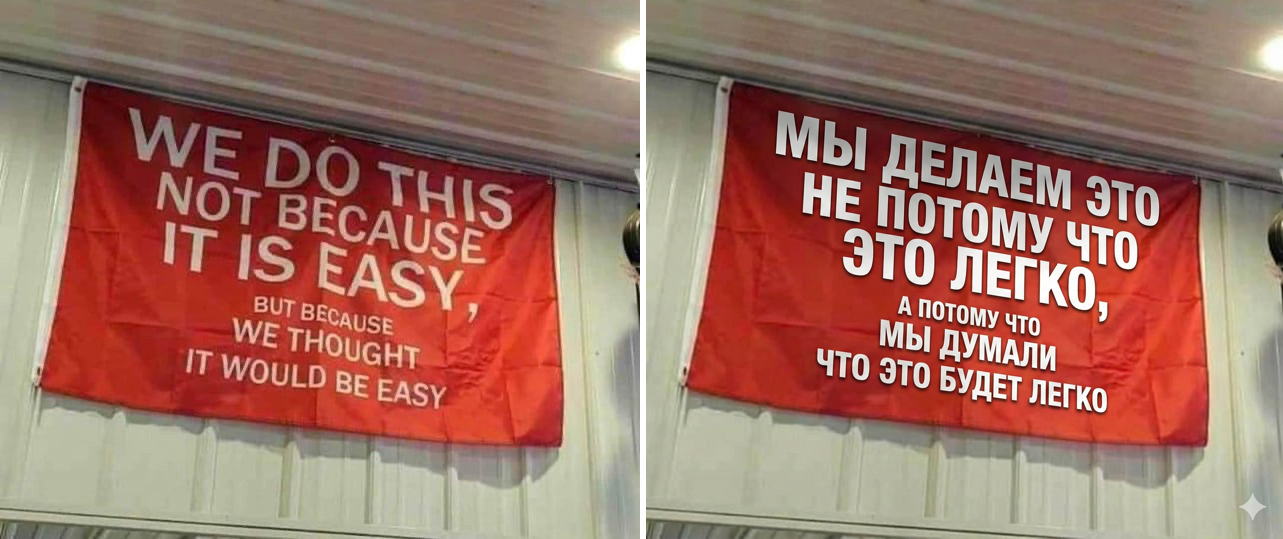 WE DO THIS
NOT BECAUSE
IT IS EASY,
BUT BECAUSE
WE THOUGHT
IT WOULD BE EASY
МЫ ДЕЛАЕМ ЭТО
НЕ ПОТОМУ ЧТО
ЭТО ЛЕГКО,
А ПОТОМУ ЧТО
МЫ ДУМАЛИ
ЧТО ЭТО БУДЕТ ЛЕГКО